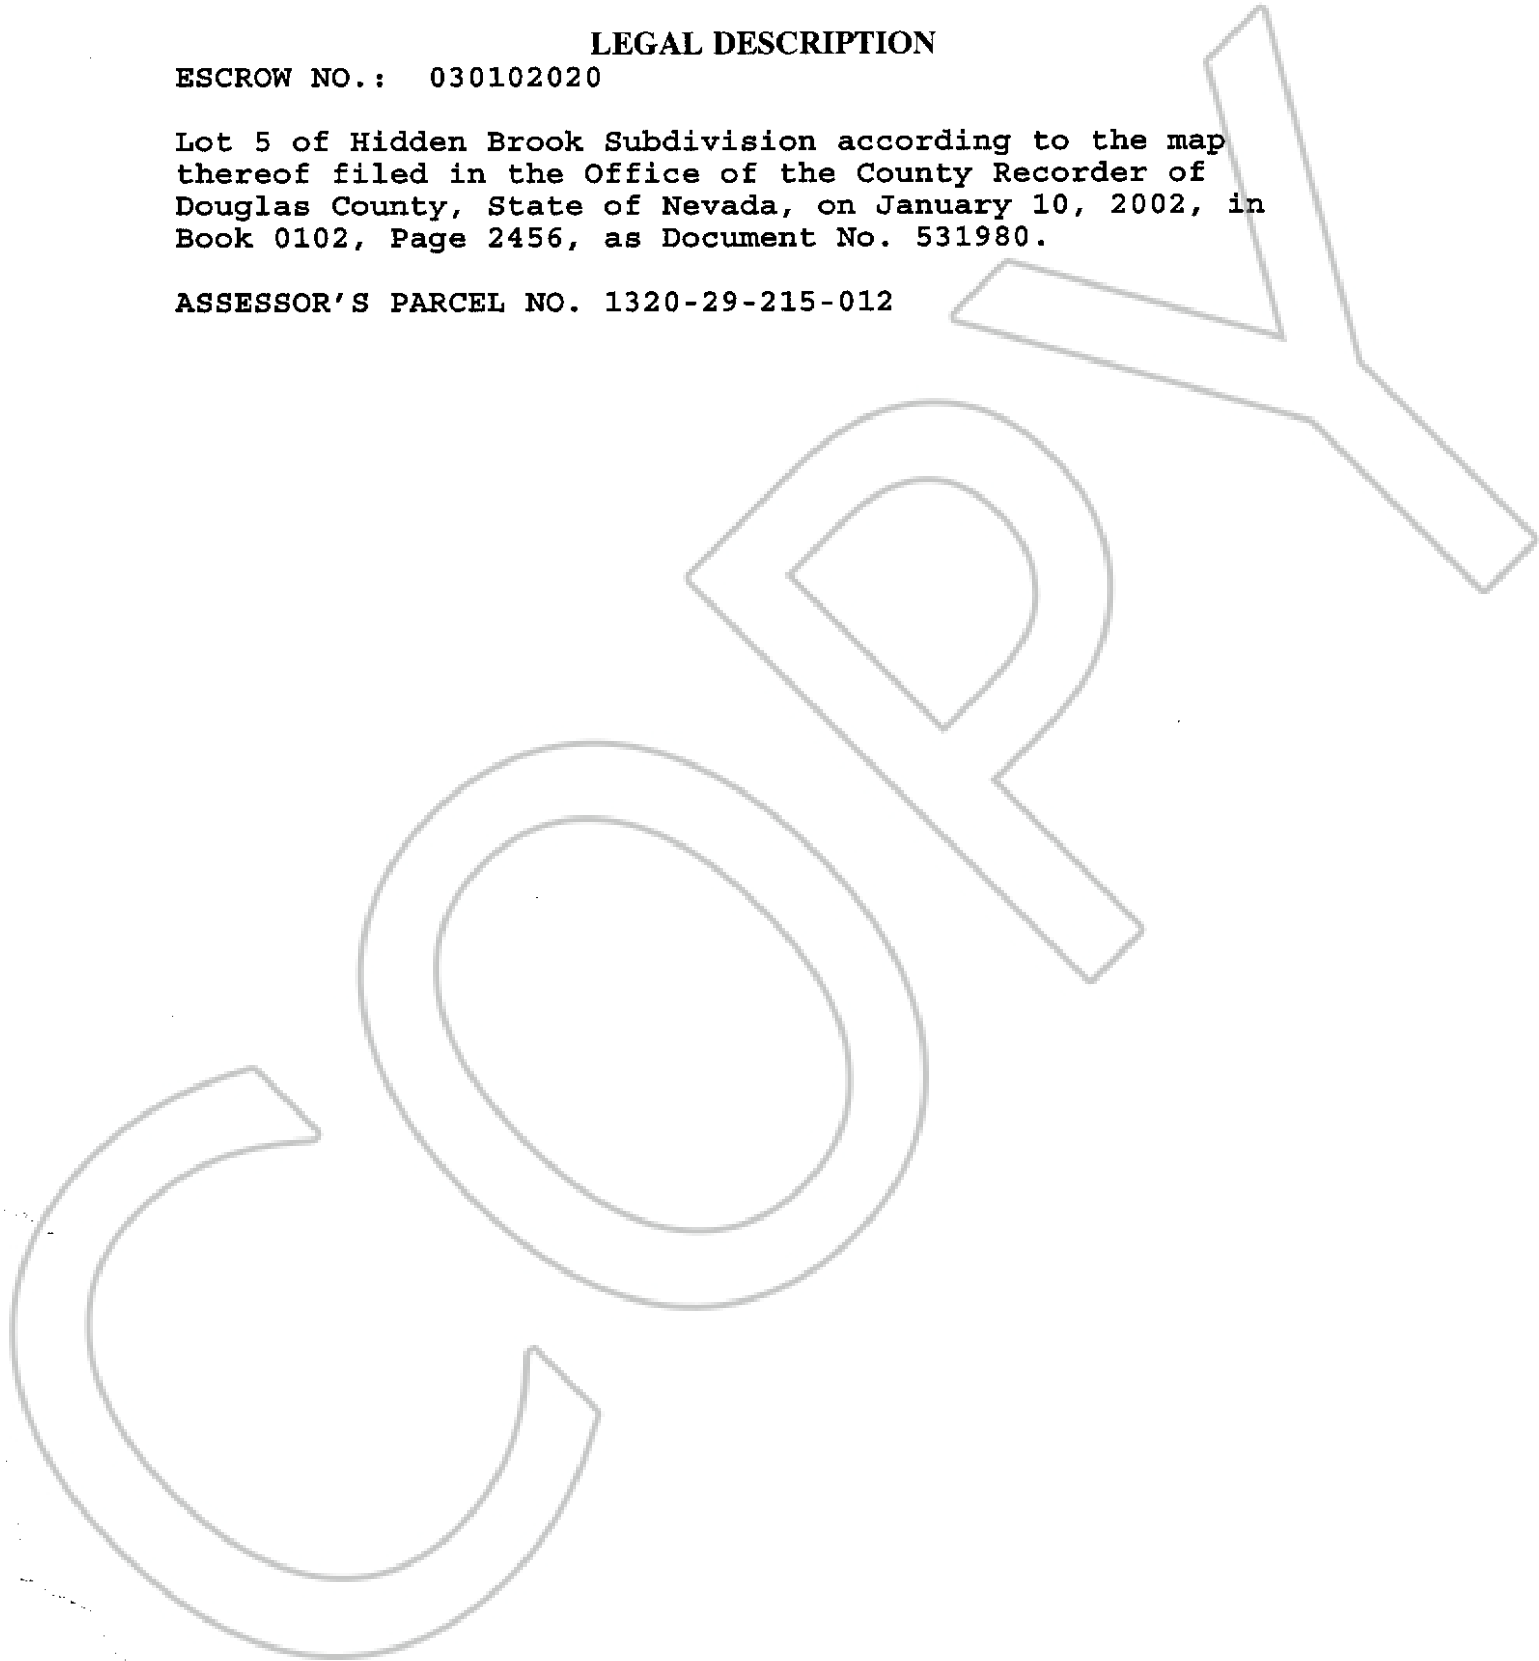 LEGAL DESCRIPTION
ESCROW NO.: 030102020
Lot 5 of Hidden Brook Subdivision according to the map
thereof filed in the Office of the County Recorder of
Douglas County, State of Nevada, on January 10, 2002, in
Book 0102, Page 2456, as Document No. 531980.
ASSESSOR'S PARCEL NO. 1320-29-215-012
COPY